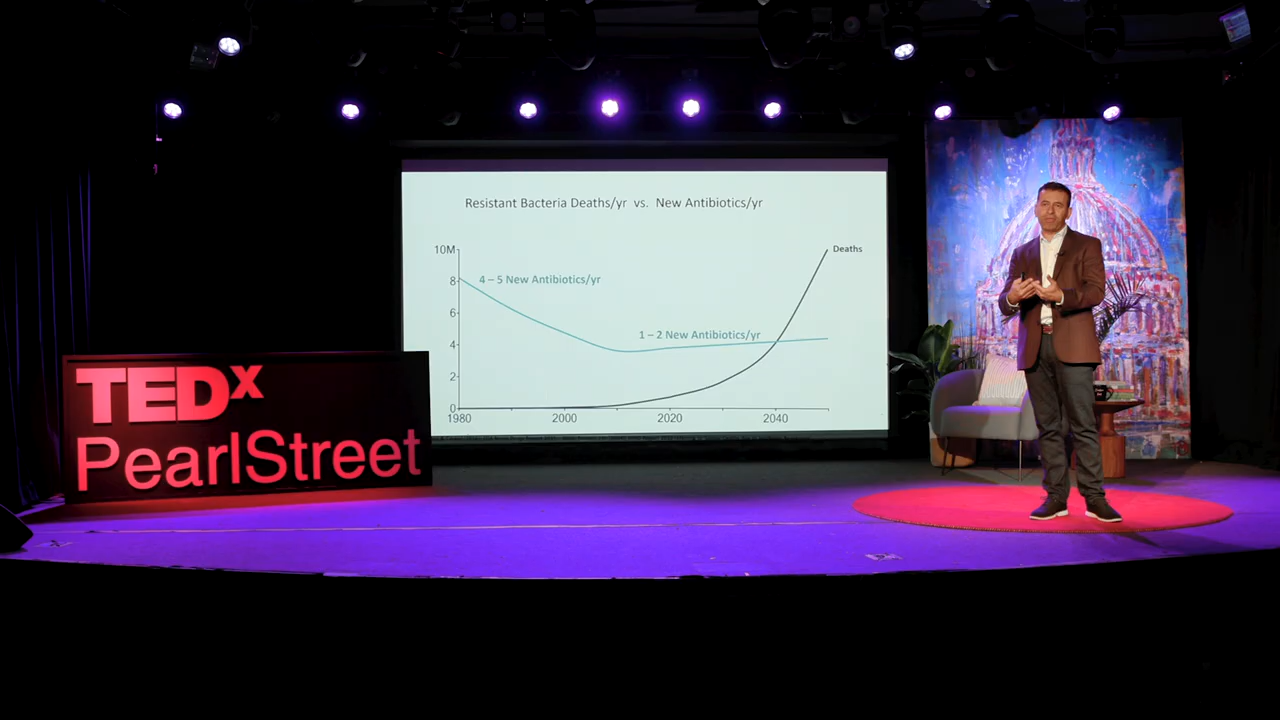 Resistant Bacteria Deaths/yr vs. New Antibiotics/yr
10M
Deaths
8
4 – 5 New Antibiotics/yr
6
1 – 2 New Antibiotics/yr
4
2
0
1980 2000 2020 2040
TEDx
PearlStreet